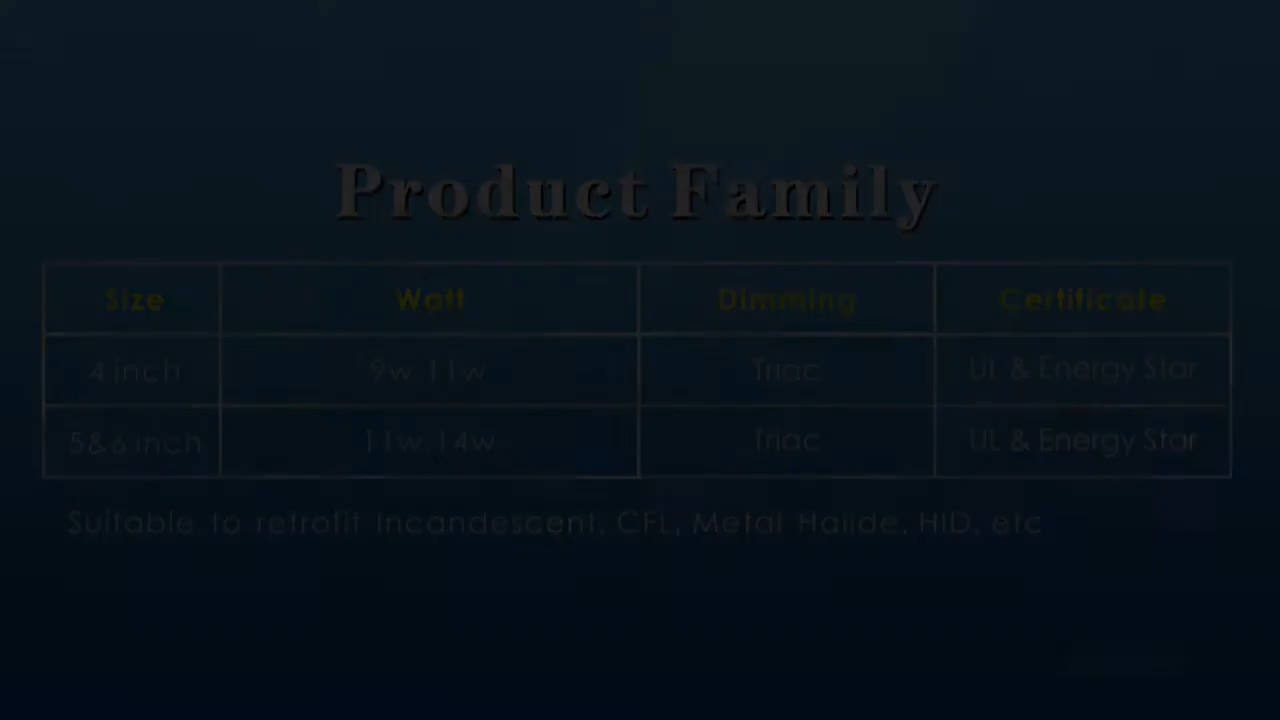 Product Family
Size Watt Dimming Certificate
4 inch 9w, 11w Triac UL & Energy Star
5&6 inch 11w, 14w Triac UL & Energy Star
Suitable to retrofit Incandescent, CFL, Metal Halide, HID, etc